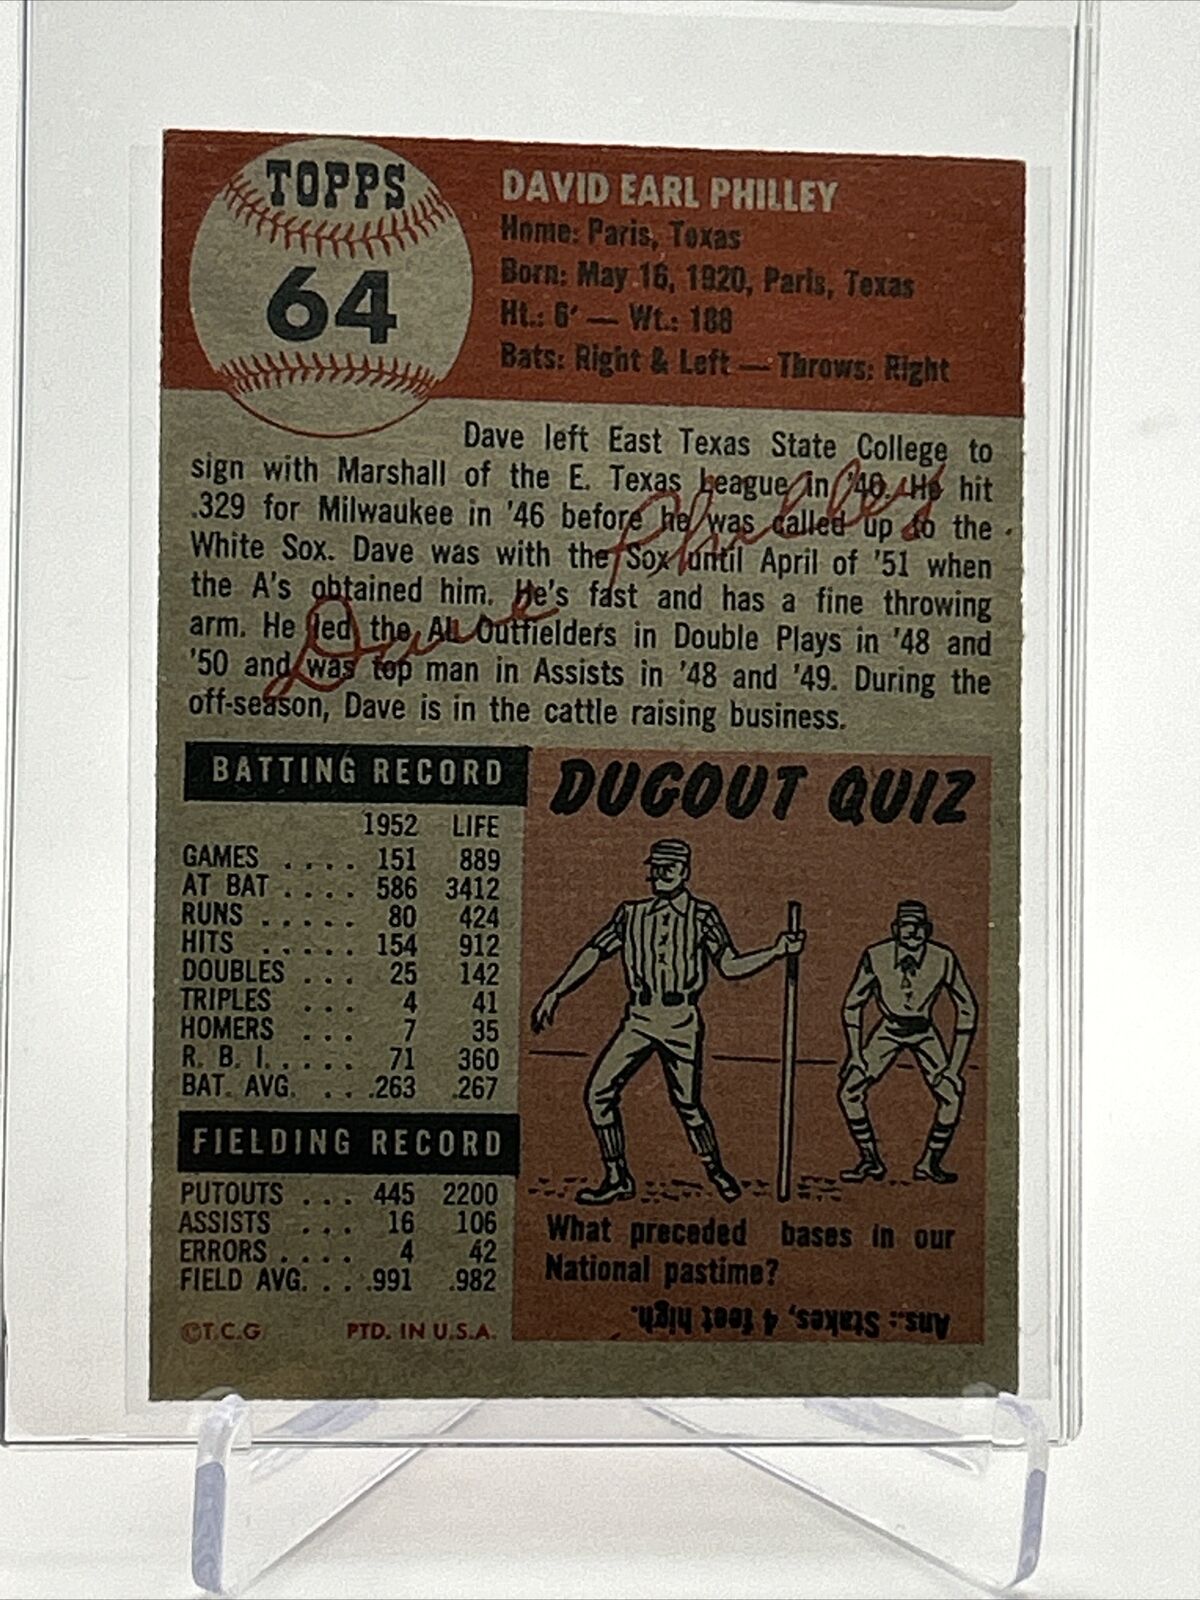 TOPPS
64
DAVID EARL PHILLEY
Home: Paris, Texas
Born: May 16, 1920, Paris, Texas
Ht.: 6' — Wt.: 188
Bats: Right & Left — Throws: Right
Dave left East Texas State College to
sign with Marshall of the E. Texas League in '40. He hit
.329 for Milwaukee in '46 before he was called up to the
White Sox. Dave was with the Sox until April of '51 when
the A's obtained him. He's fast and has a fine throwing
arm. He led the AL Outfielders in Double Plays in '48 and
'50 and was top man in Assists in '48 and '49. During the
off-season, Dave is in the cattle raising business.
Dave Philley
BATTING RECORD
1952 LIFE
GAMES . . . . 151 889
AT BAT . . . . 586 3412
RUNS . . . . . 80 424
HITS . . . . . 154 912
DOUBLES . . . 25 142
TRIPLES . . . 4 41
HOMERS . . . 7 35
R. B. I. . . . . 71 360
BAT. AVG. . . . .263 .267
FIELDING RECORD
PUTOUTS . . . 445 2200
ASSISTS . . . 16 106
ERRORS . . . . 4 42
FIELD AVG. . . . .991 .982
©T.C.G. PTD. IN U.S.A.
DUGOUT QUIZ
What preceded bases in our
National pastime?
Ans.: Stakes, 4 feet high.